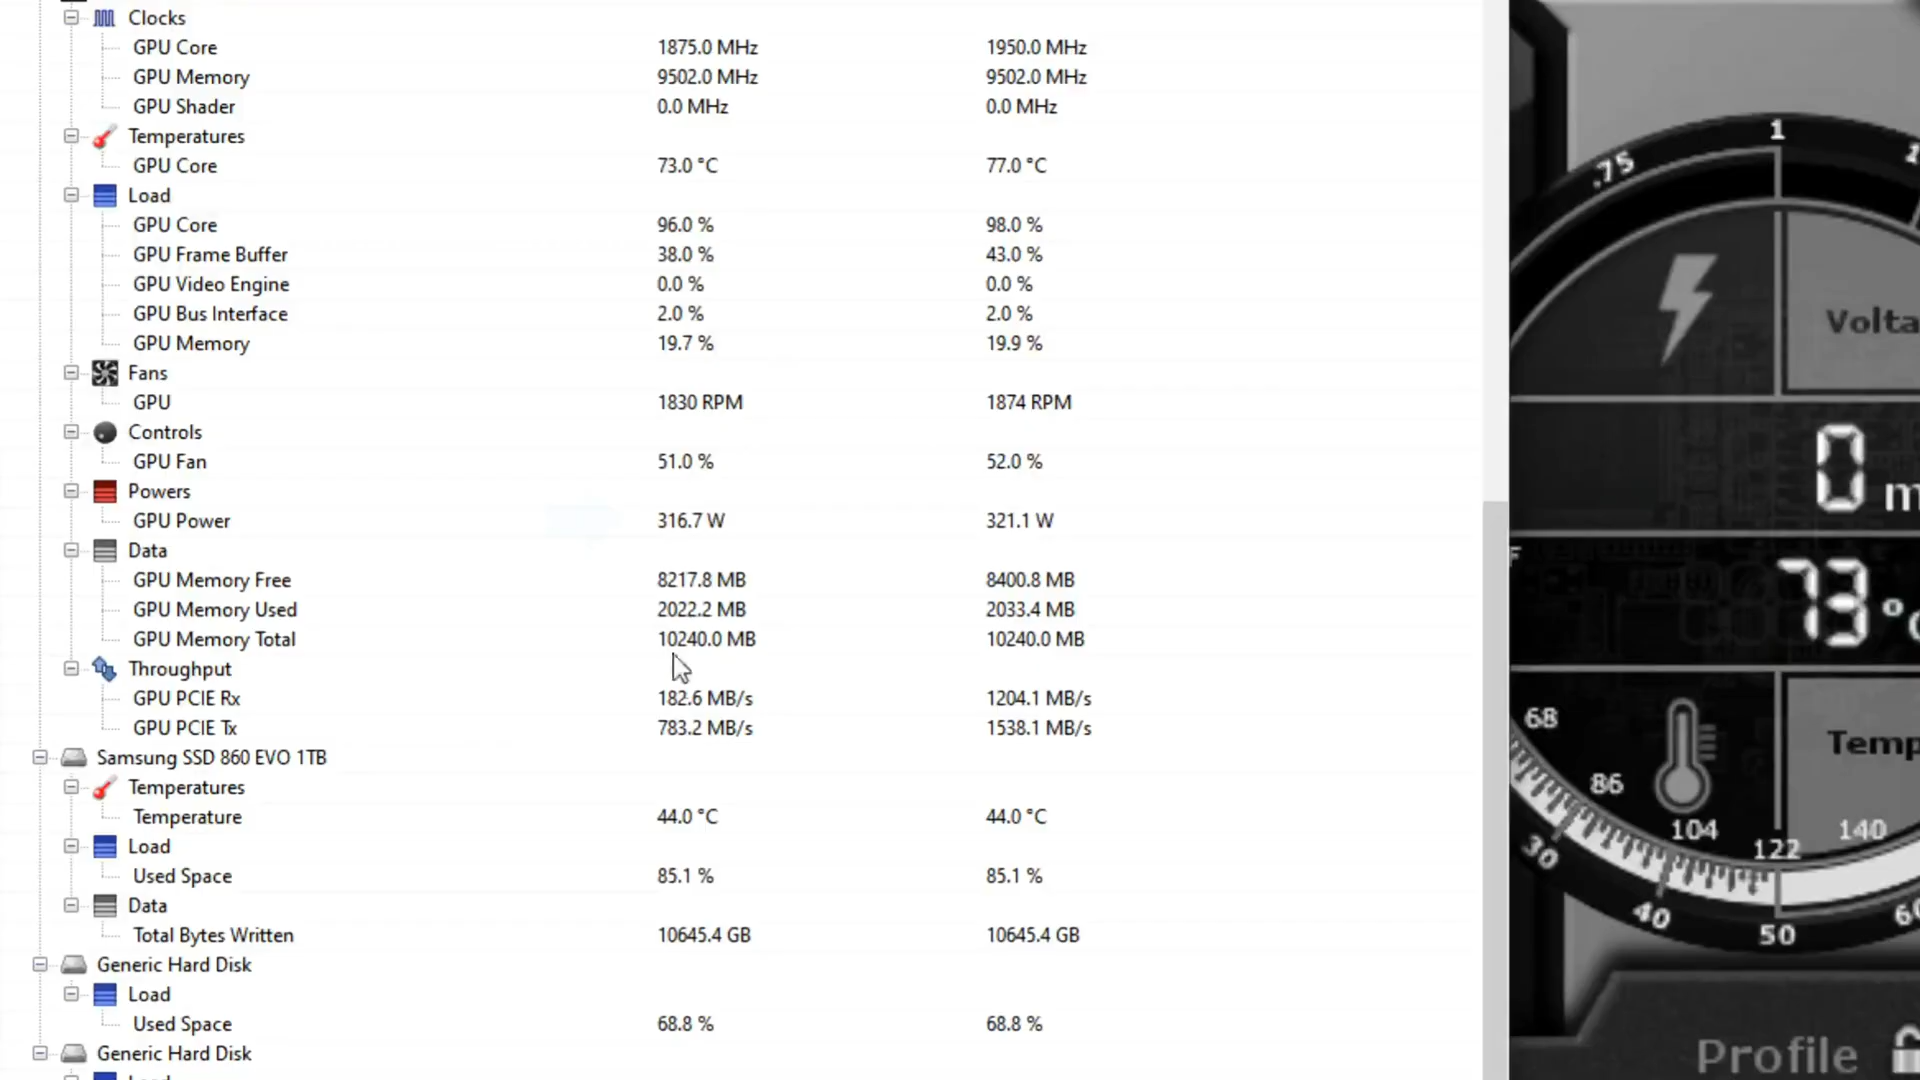 Clocks
GPU Core 1875.0 MHz 1950.0 MHz
GPU Memory 9502.0 MHz 9502.0 MHz
GPU Shader 0.0 MHz 0.0 MHz
Temperatures
GPU Core 73.0 °C 77.0 °C
Load
GPU Core 96.0 % 98.0 %
GPU Frame Buffer 38.0 % 43.0 %
GPU Video Engine 0.0 % 0.0 %
GPU Bus Interface 2.0 % 2.0 %
GPU Memory 19.7 % 19.9 %
Fans
GPU 1830 RPM 1874 RPM
Controls
GPU Fan 51.0 % 52.0 %
Powers
GPU Power 316.7 W 321.1 W
Data
GPU Memory Free 8217.8 MB 8400.8 MB
GPU Memory Used 2022.2 MB 2033.4 MB
GPU Memory Total 10240.0 MB 10240.0 MB
Throughput
GPU PCIE Rx 182.6 MB/s 1204.1 MB/s
GPU PCIE Tx 783.2 MB/s 1538.1 MB/s
Samsung SSD 860 EVO 1TB
Temperatures
Temperature 44.0 °C 44.0 °C
Load
Used Space 85.1 % 85.1 %
Data
Total Bytes Written 10645.4 GB 10645.4 GB
Generic Hard Disk
Load
Used Space 68.8 % 68.8 %
Generic Hard Disk
.75 1
Volta
0 m
73 °C
68 86 104 122 140
Temp
30 40 50
Profile